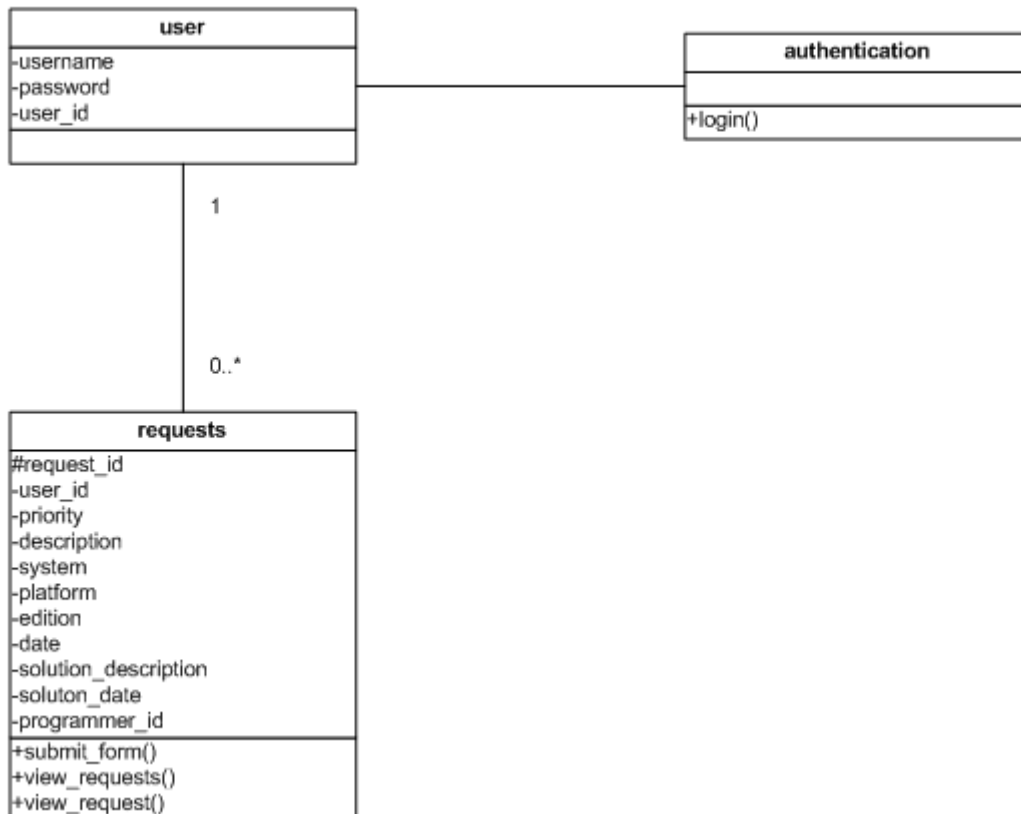 user
-username
-password
-user_id
authentication
+login()
1
0..*
requests
#request_id
-user_id
-priority
-description
-system
-platform
-edition
-date
-solution_description
-soluton_date
-programmer_id
+submit_form()
+view_requests()
+view_request()